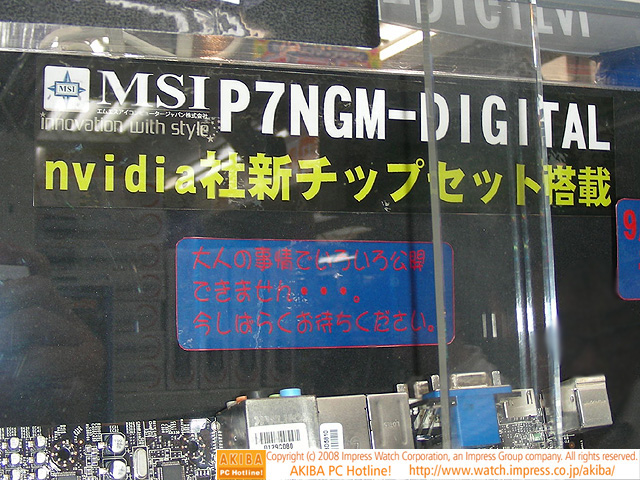 -DIGITAL
MSI
MSI
エムエスアイコンピュータージャパン株式会社
innovation with style
P7NGM-DIGITAL
nvidia社新チップセット搭載
9
大人の事情でいろいろ公開
できません・・・。
今しばらくお待ちください。
AKIBA
PC Hotline!
Copyright (c) 2008 Impress Watch Corporation, an Impress Group company. All rights reserved.
AKIBA PC Hotline! http://www.watch.impress.co.jp/akiba/